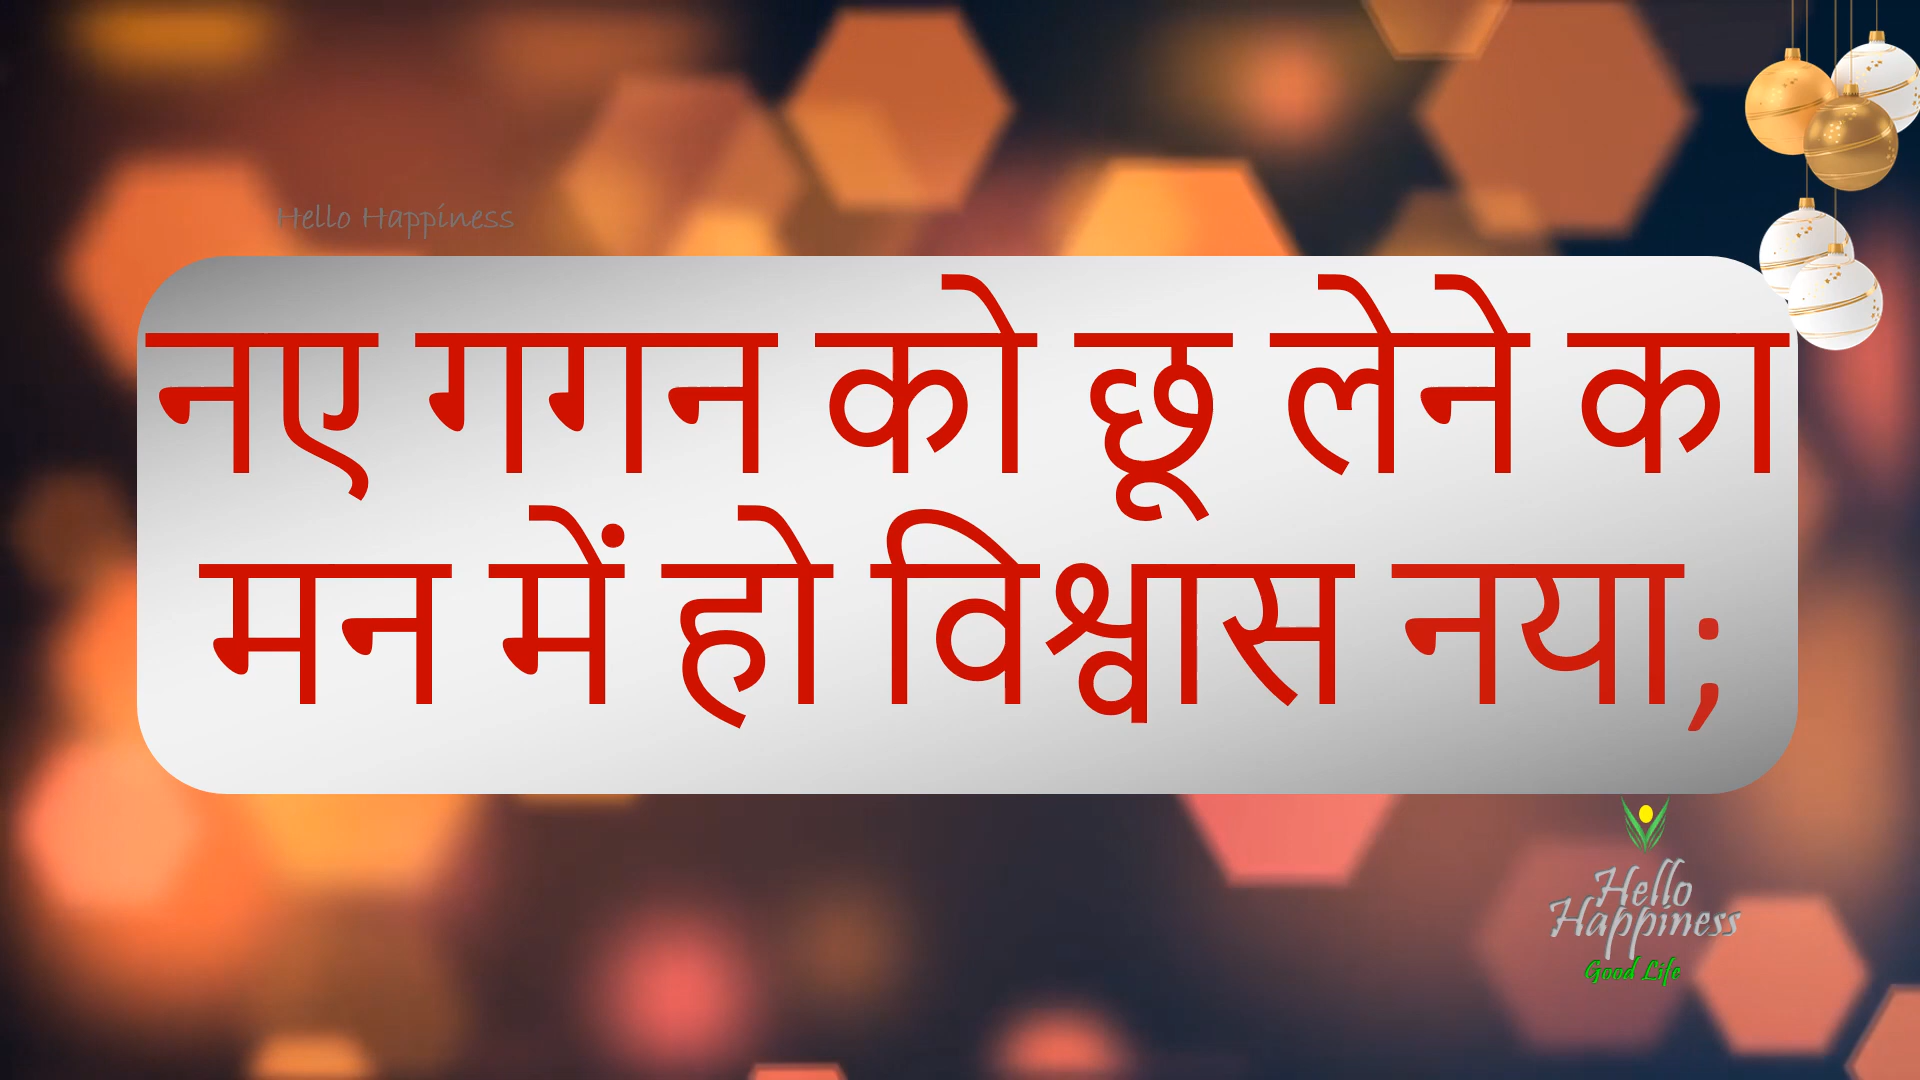 Hello Happiness
नए गगन को छू लेने का
मन में हो विश्वास नया;
Hello
Happiness
Good Life